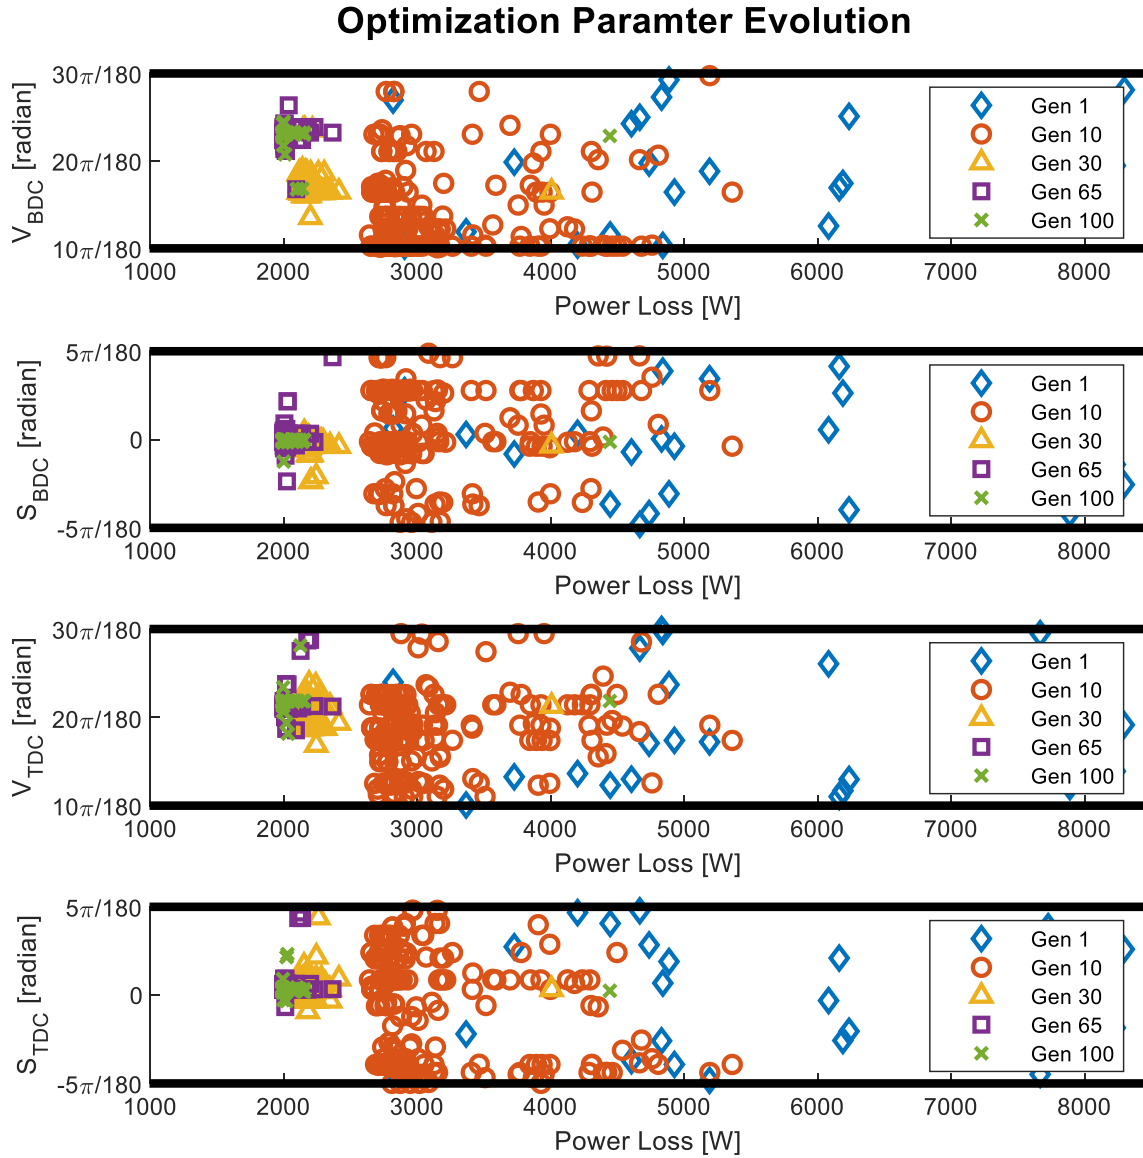 Optimization Paramter Evolution
30π/180
20π/180
10π/180
V_BDC [radian]
1000 2000 3000 4000 5000 6000 7000 8000
Power Loss [W]
Gen 1
Gen 10
Gen 30
Gen 65
Gen 100
5π/180
0
-5π/180
S_BDC [radian]
1000 2000 3000 4000 5000 6000 7000 8000
Power Loss [W]
Gen 1
Gen 10
Gen 30
Gen 65
Gen 100
30π/180
20π/180
10π/180
V_TDC [radian]
1000 2000 3000 4000 5000 6000 7000 8000
Power Loss [W]
Gen 1
Gen 10
Gen 30
Gen 65
Gen 100
5π/180
0
-5π/180
S_TDC [radian]
1000 2000 3000 4000 5000 6000 7000 8000
Power Loss [W]
Gen 1
Gen 10
Gen 30
Gen 65
Gen 100